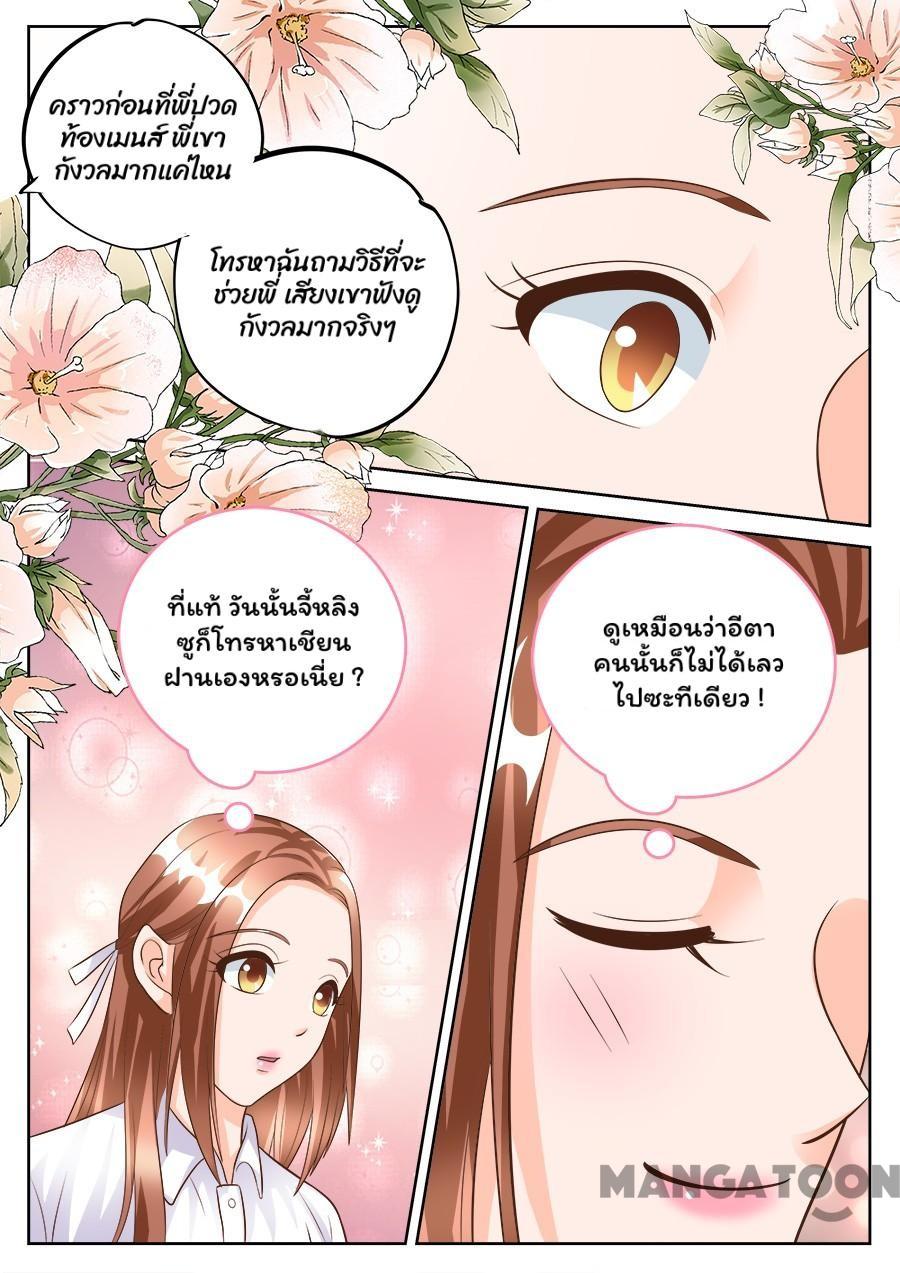 คราวก่อนที่พี่ปวด
ท้องเมนส์ พี่เขา
กังวลมากแค่ไหน
โทรหาฉันถามวิธีที่จะ
ช่วยพี่ เสียงเขาฟังดู
กังวลมากจริงๆ
ที่แท้ วันนั้นจี้หลิง
ซูก็โทรหาเชียน
ฝานเองหรอเนี่ย ?
ดูเหมือนว่าอีตา
คนนั้นก็ไม่ได้เลว
ไปซะทีเดียว !
MANGATOON